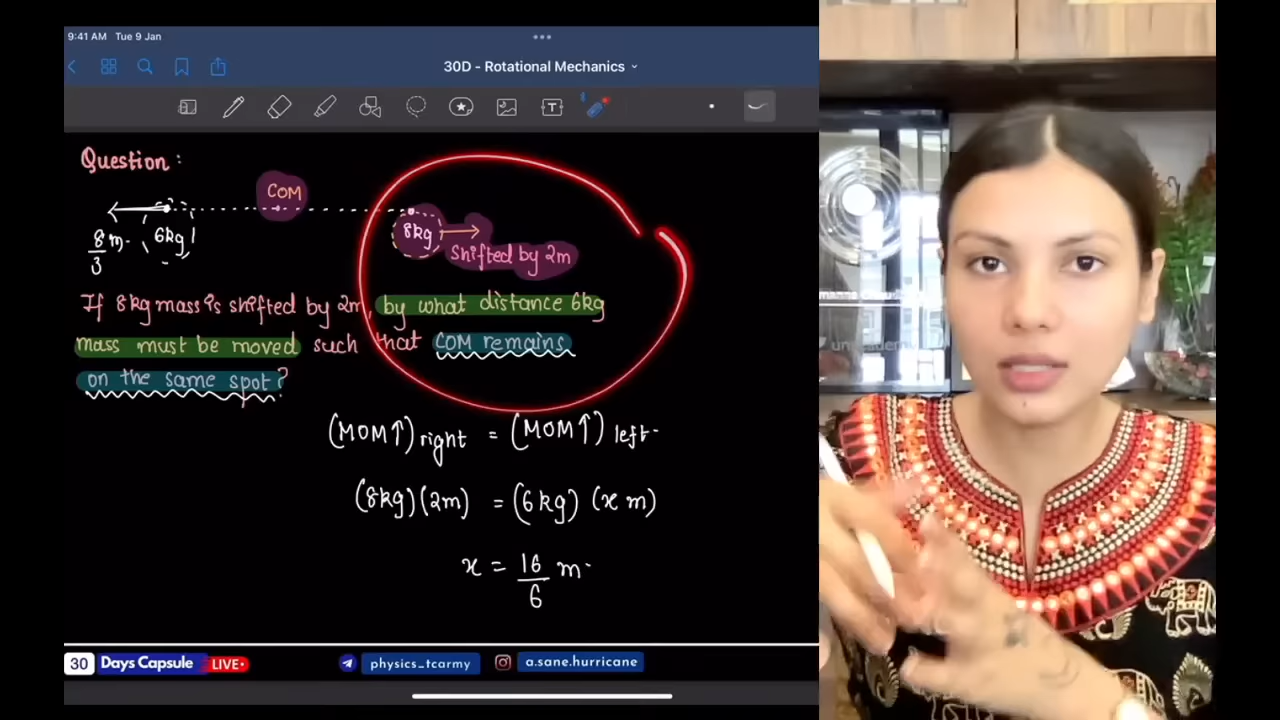 9:41 AM Tue 9 Jan
30D - Rotational Mechanics
Question:
COM
8/3 m. 6kg
8kg
shifted by 2m
If 8kg mass is shifted by 2m, by what distance 6kg
mass must be moved such that COM remains
on the same spot?
(MOM↑) right = (MOM↑) left.
(8kg)(2m) = (6kg) (x m)
x = 16/6 m.
30 Days Capsule LIVE
physics_tcarmy
a.sane.hurricane